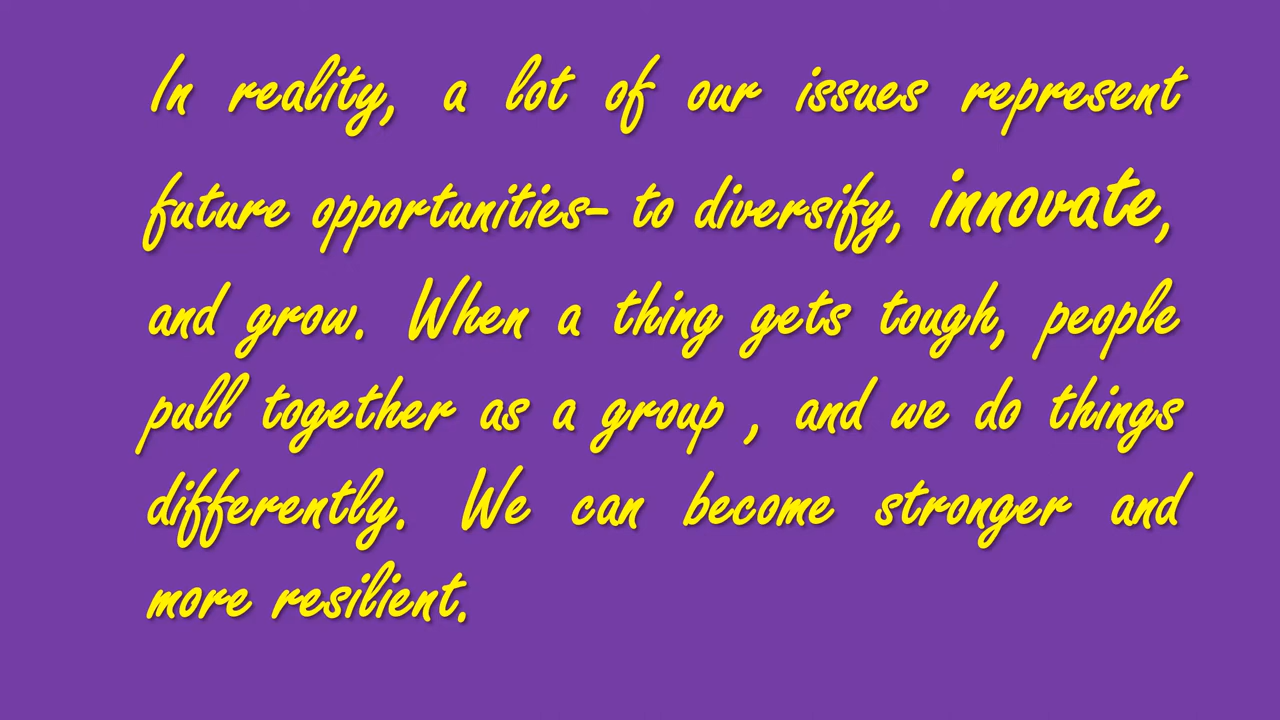 In reality, a lot of our issues represent
future opportunities- to diversify, innovate,
and grow. When a thing gets tough, people
pull together as a group , and we do things
differently. We can become stronger and
more resilient.